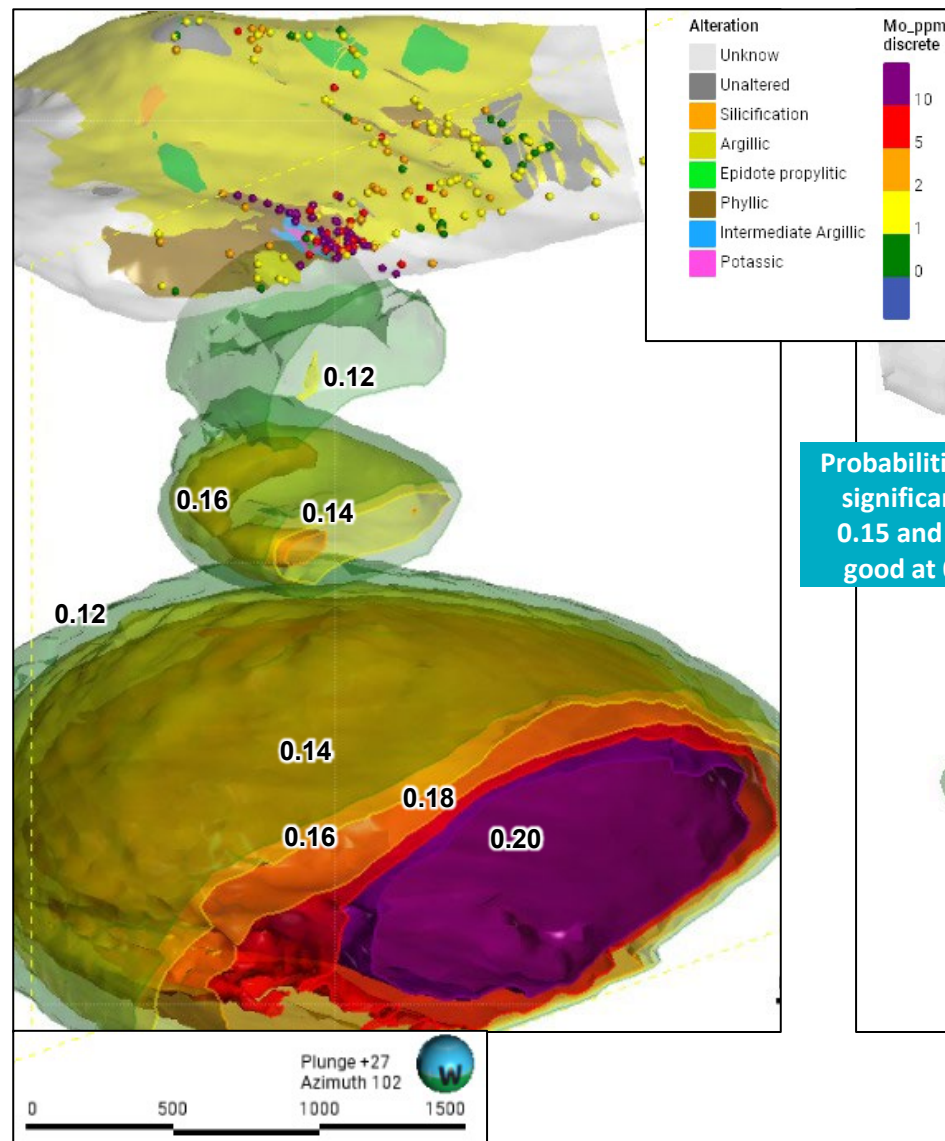 Alteration
Unknow
Unaltered
Silicification
Argillic
Epidote propylitic
Phyllic
Intermediate Argillic
Potassic
Mo_ppm
discrete
10
5
2
1
0
0.12
0.16
0.14
0.12
0.14
0.18
0.16
0.20
significa
0.15 and
good at
Plunge +27
Azimuth 102
W
0 500 1000 1500